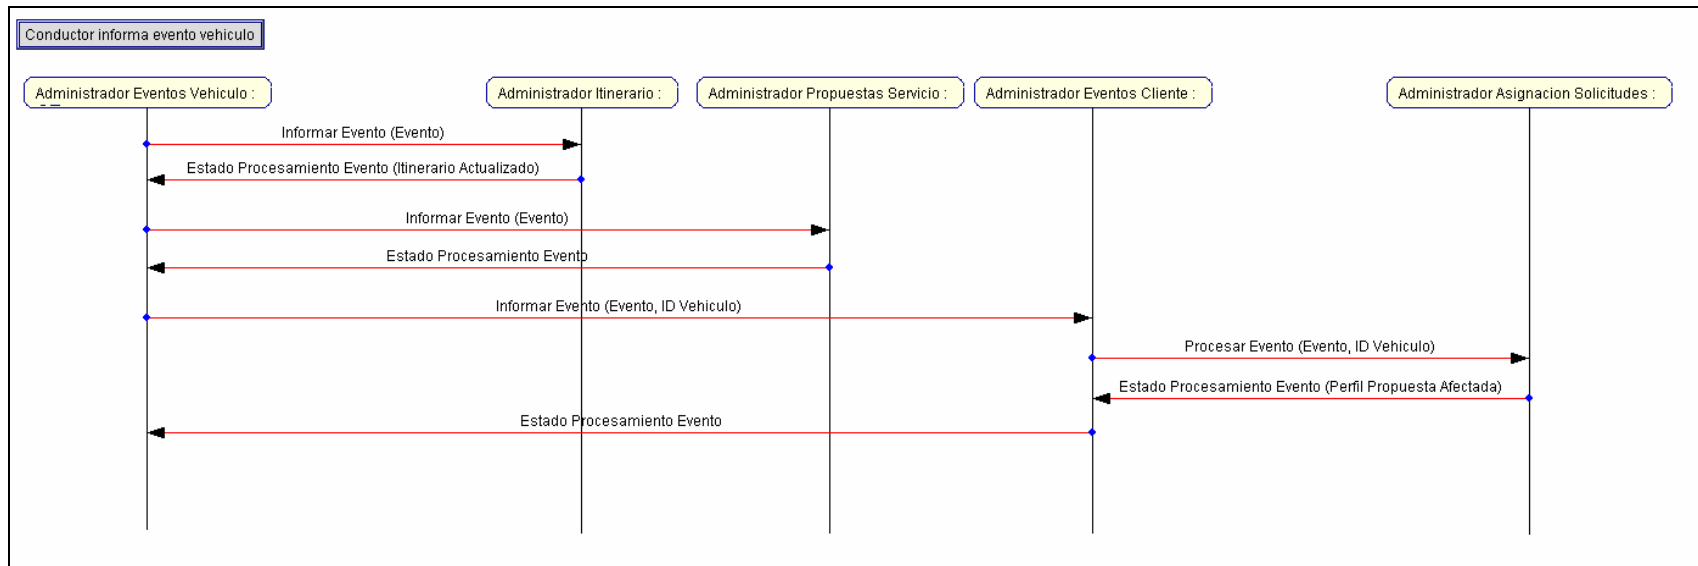 Conductor informa evento vehiculo
Administrador Eventos Vehiculo :
Administrador Itinerario :
Administrador Propuestas Servicio :
Administrador Eventos Cliente :
Administrador Asignacion Solicitudes :
Informar Evento (Evento)
Estado Procesamiento Evento (Itinerario Actualizado)
Informar Evento (Evento)
Estado Procesamiento Evento
Informar Evento (Evento, ID Vehiculo)
Procesar Evento (Evento, ID Vehiculo)
Estado Procesamiento Evento (Perfil Propuesta Afectada)
Estado Procesamiento Evento